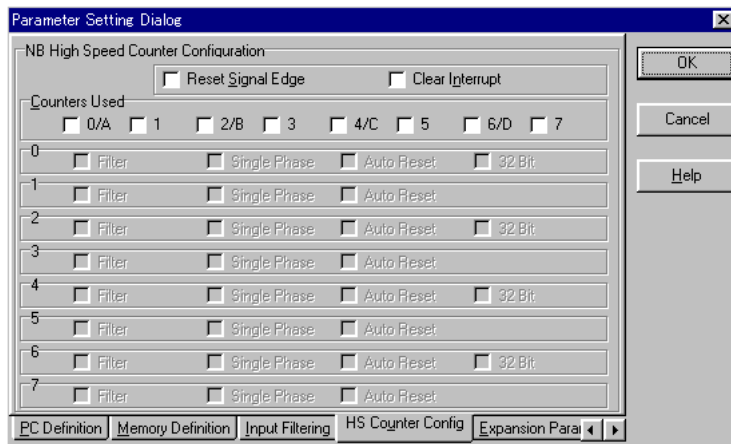 Parameter Setting Dialog
NB High Speed Counter Configuration
Reset Signal Edge Clear Interrupt
OK
Counters Used
0/A 1 2/B 3 4/C 5 6/D 7
Cancel
0
Filter Single Phase Auto Reset 32 Bit
Help
1
Filter Single Phase Auto Reset
2
Filter Single Phase Auto Reset 32 Bit
3
Filter Single Phase Auto Reset
4
Filter Single Phase Auto Reset 32 Bit
5
Filter Single Phase Auto Reset
6
Filter Single Phase Auto Reset 32 Bit
7
Filter Single Phase Auto Reset
PC Definition Memory Definition Input Filtering HS Counter Config Expansion Para